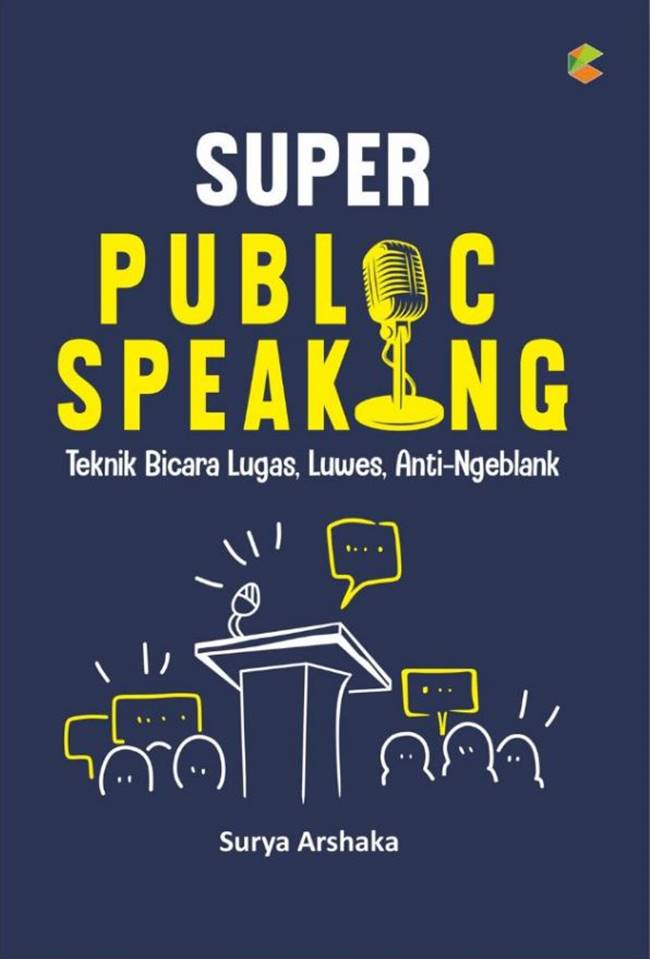 SUPER
PUBLIC
SPEAKING
Teknik Bicara Lugas, Luwes, Anti-Ngeblank
Surya Arshaka